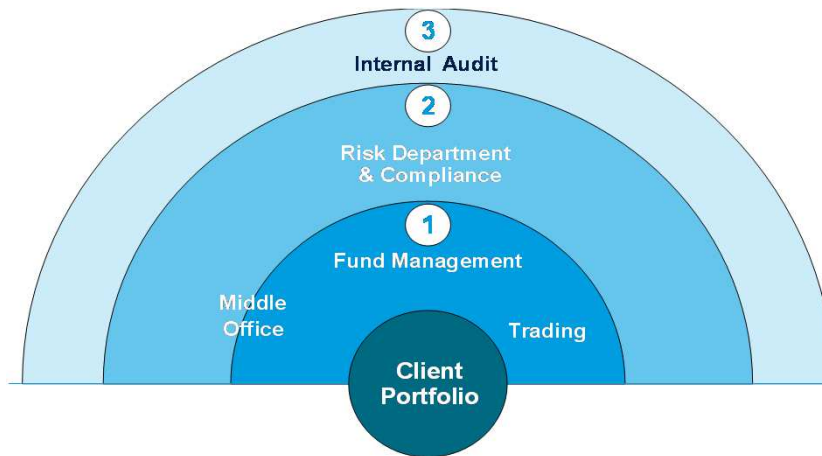 3
Internal Audit
2
Risk Department
& Compliance
1
Fund Management
Middle
Office
Trading
Client
Portfolio